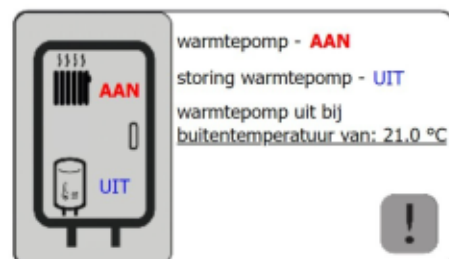 AAN
UIT
warmtepomp - AAN
storing warmtepomp - UIT
warmtepomp uit bij
buitentemperatuur van: 21.0 °C
!